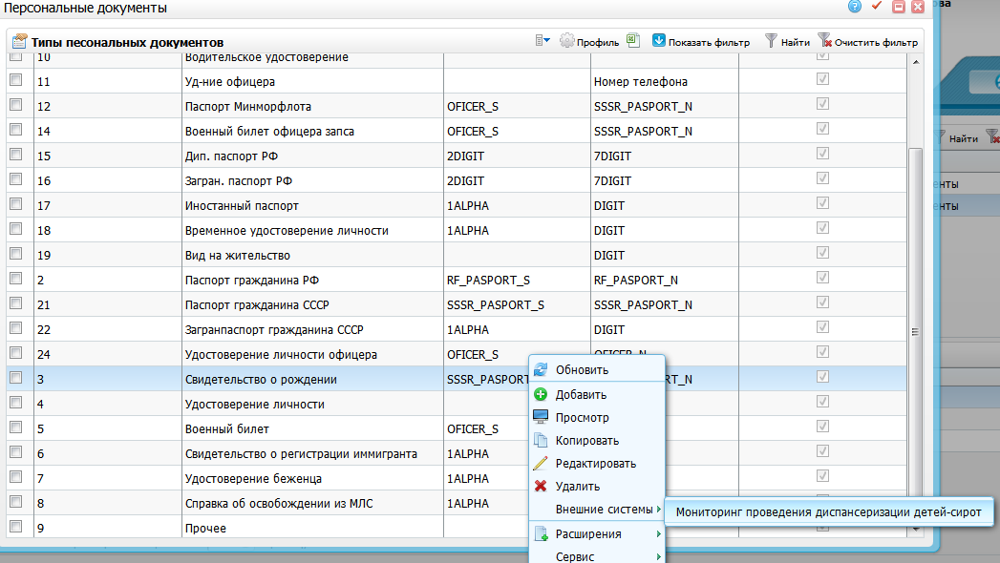 Персональные документы
ова
Типы песональных документов Профиль Показать фильтр Найти Очистить фильтр
10 Водительское удостоверение
11 Уд-ние офицера Номер телефона
12 Паспорт Минморфлота OFICER_S SSSR_PASPORT_N
14 Военный билет офицера запса OFICER_S SSSR_PASPORT_N
Найти
15 Дип. паспорт РФ 2DIGIT 7DIGIT
16 Загран. паспорт РФ 2DIGIT 7DIGIT
енты
17 Иностанный паспорт 1ALPHA DIGIT
енты
18 Временное удостоверение личности 1ALPHA DIGIT
19 Вид на жительство DIGIT
2 Паспорт гражданина РФ RF_PASPORT_S RF_PASPORT_N
21 Паспорт гражданина СССР SSSR_PASPORT_S SSSR_PASPORT_N
22 Загранпаспорт гражданина СССР 1ALPHA DIGIT
24 Удостоверение личности офицера OFICER_S OFICER_N
3 Свидетельство о рождении SSSR_PASPORT RT_N
4 Удостоверение личности
5 Военный билет OFICER_S
6 Свидетельство о регистрации иммигранта 1ALPHA
7 Удостоверение беженца 1ALPHA
8 Справка об освобождении из МЛС 1ALPHA
9 Прочее
Обновить
Добавить
Просмотр
Копировать
Редактировать
Удалить
Внешние системы
Мониторинг проведения диспансеризации детей-сирот
Расширения
Сервис